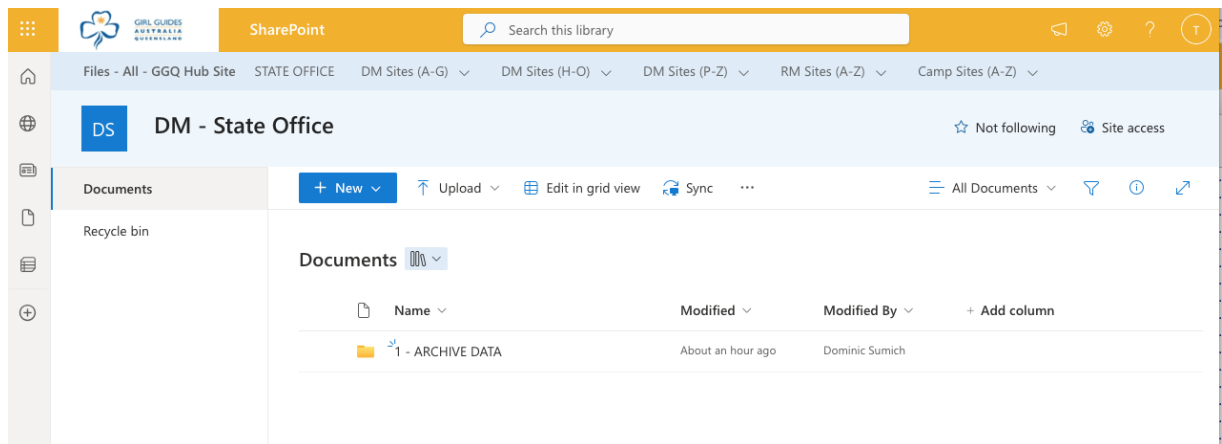 GIRL GUIDES
AUSTRALIA
QUEENSLAND
SharePoint
Search this library
?
T
Files - All - GGQ Hub Site STATE OFFICE DM Sites (A-G) DM Sites (H-O) DM Sites (P-Z) RM Sites (A-Z) Camp Sites (A-Z)
DS
DM - State Office
Not following Site access
Documents
Recycle bin
+ New Upload Edit in grid view Sync ... All Documents
Documents
Name Modified Modified By + Add column
1 - ARCHIVE DATA About an hour ago Dominic Sumich